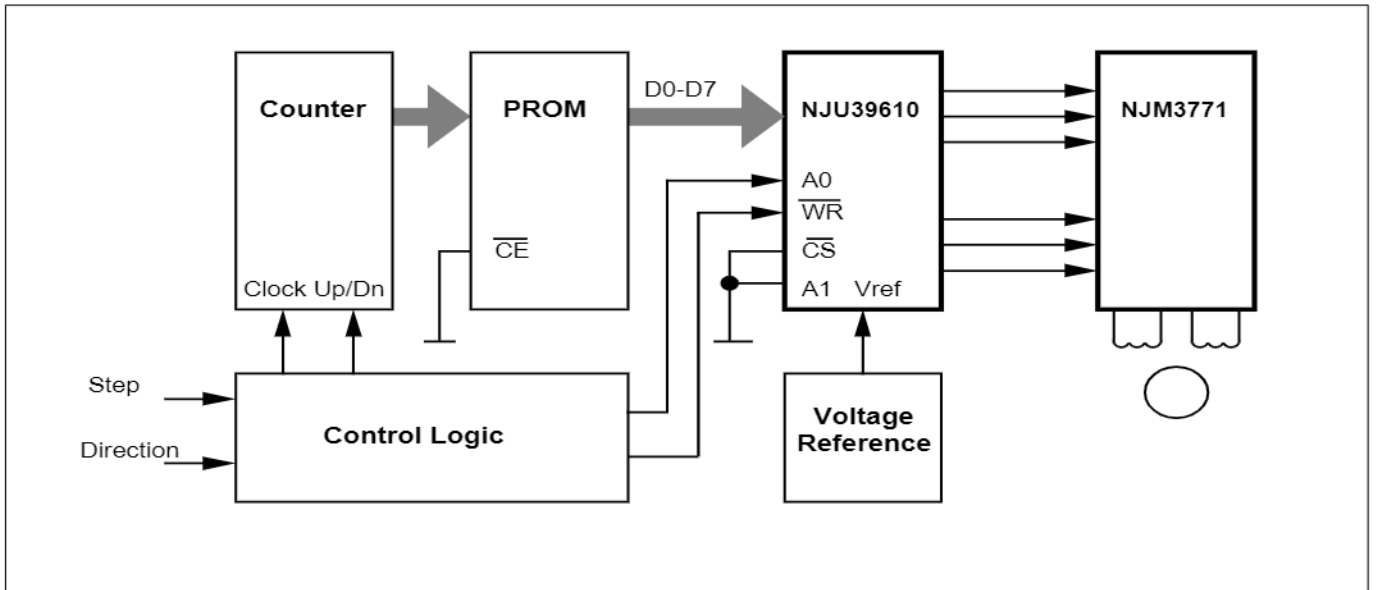 Counter
PROM
D0-D7
NJU39610
NJM3771
A0
WR
CE
CS
Clock Up/Dn
A1 Vref
Step
Direction
Control Logic
Voltage
Reference